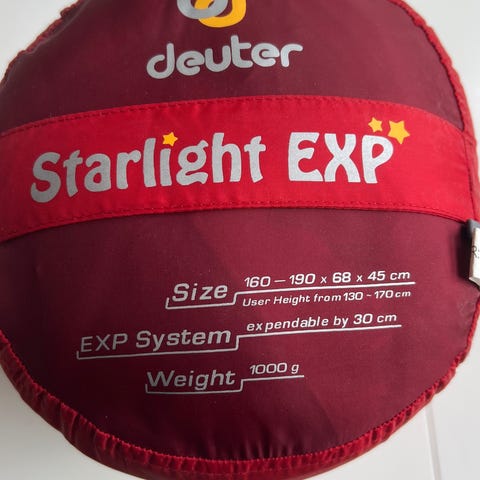 deuter
Starlight EXP
Size 160 – 190 x 68 x 45 cm
User Height from 130 ~ 170 cm
EXP System expendable by 30 cm
Weight 1000 g